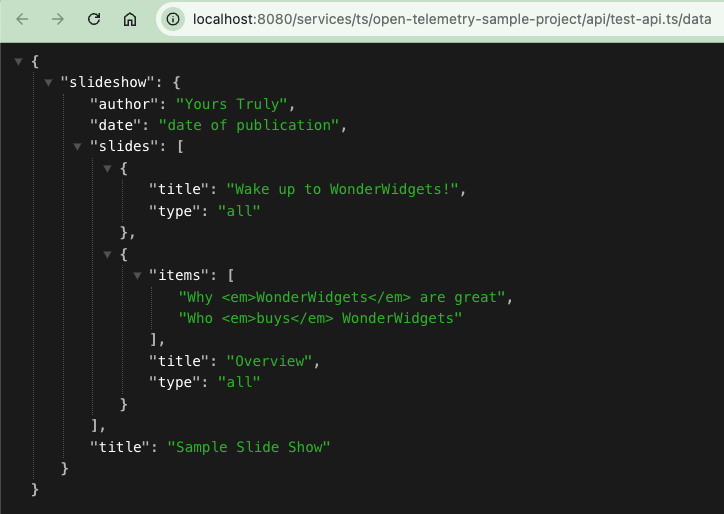 localhost:8080/services/ts/open-telemetry-sample-project/api/test-api.ts/data
{
"slideshow": {
"author": "Yours Truly",
"date": "date of publication",
"slides": [
{
"title": "Wake up to WonderWidgets!",
"type": "all"
},
{
"items": [
"Why <em>WonderWidgets</em> are great",
"Who <em>buys</em> WonderWidgets"
],
"title": "Overview",
"type": "all"
}
],
"title": "Sample Slide Show"
}
}